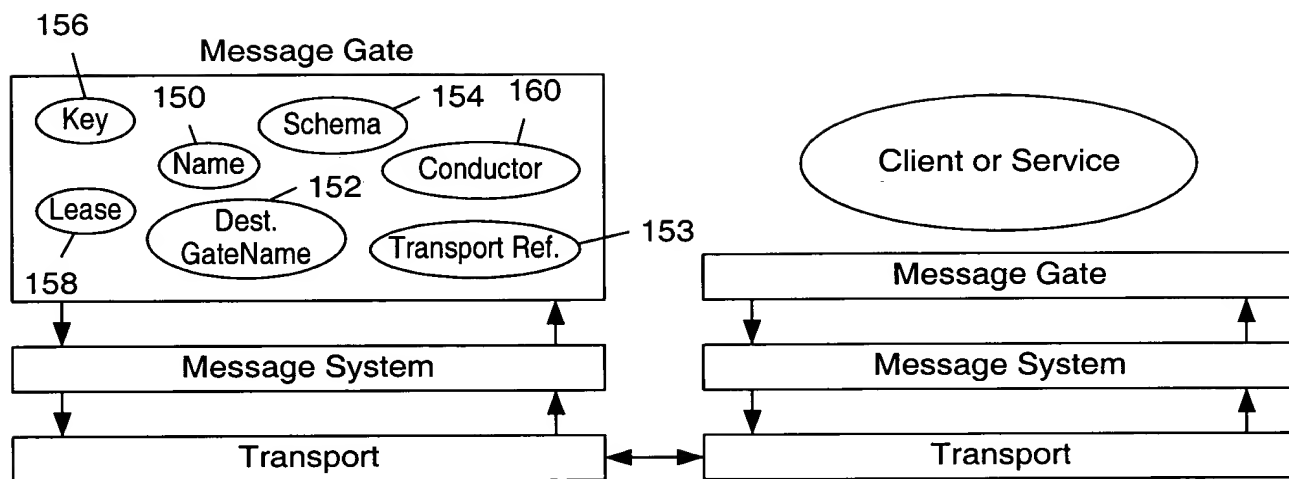 156
Message Gate
150
154
160
Key
Schema
Name
Conductor
Client or Service
152
Lease
Dest.
GateName
Transport Ref.
153
158
Message Gate
Message System
Message System
Transport
Transport